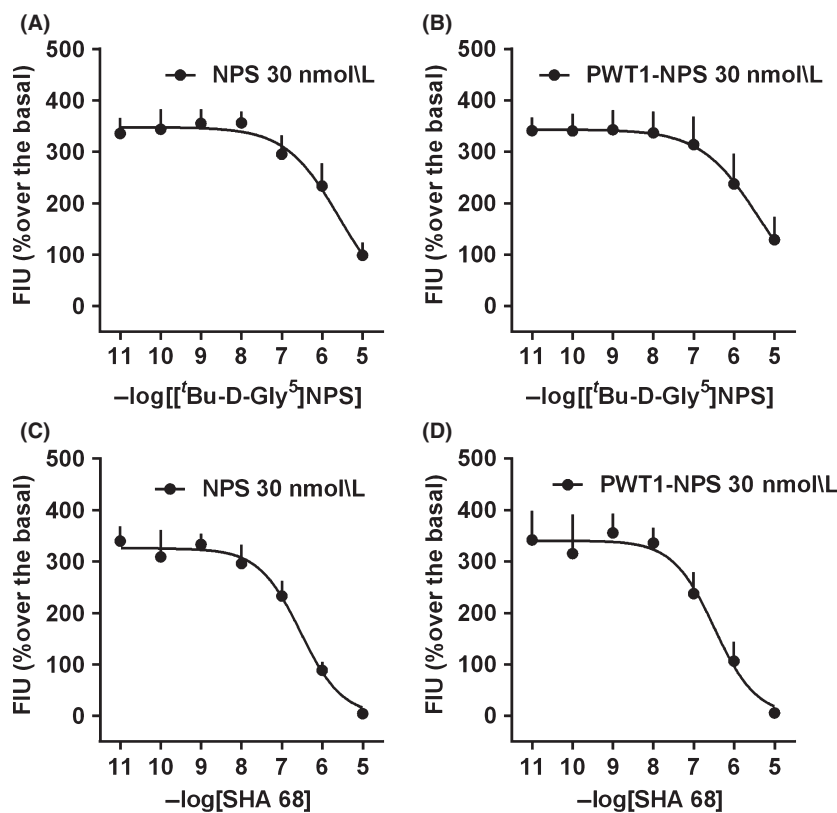 (A)
FIU (%over the basal)
500
400
300
200
100
0
NPS 30 nmol\L
11 10 9 8 7 6 5
–log[[ᵗBu-D-Gly⁵]NPS]
(B)
FIU (%over the basal)
500
400
300
200
100
0
PWT1-NPS 30 nmol\L
11 10 9 8 7 6 5
–log[[ᵗBu-D-Gly⁵]NPS]
(C)
FIU (%over the basal)
500
400
300
200
100
0
NPS 30 nmol\L
11 10 9 8 7 6 5
–log[SHA 68]
(D)
FIU (%over the basal)
500
400
300
200
100
0
PWT1-NPS 30 nmol\L
11 10 9 8 7 6 5
–log[SHA 68]